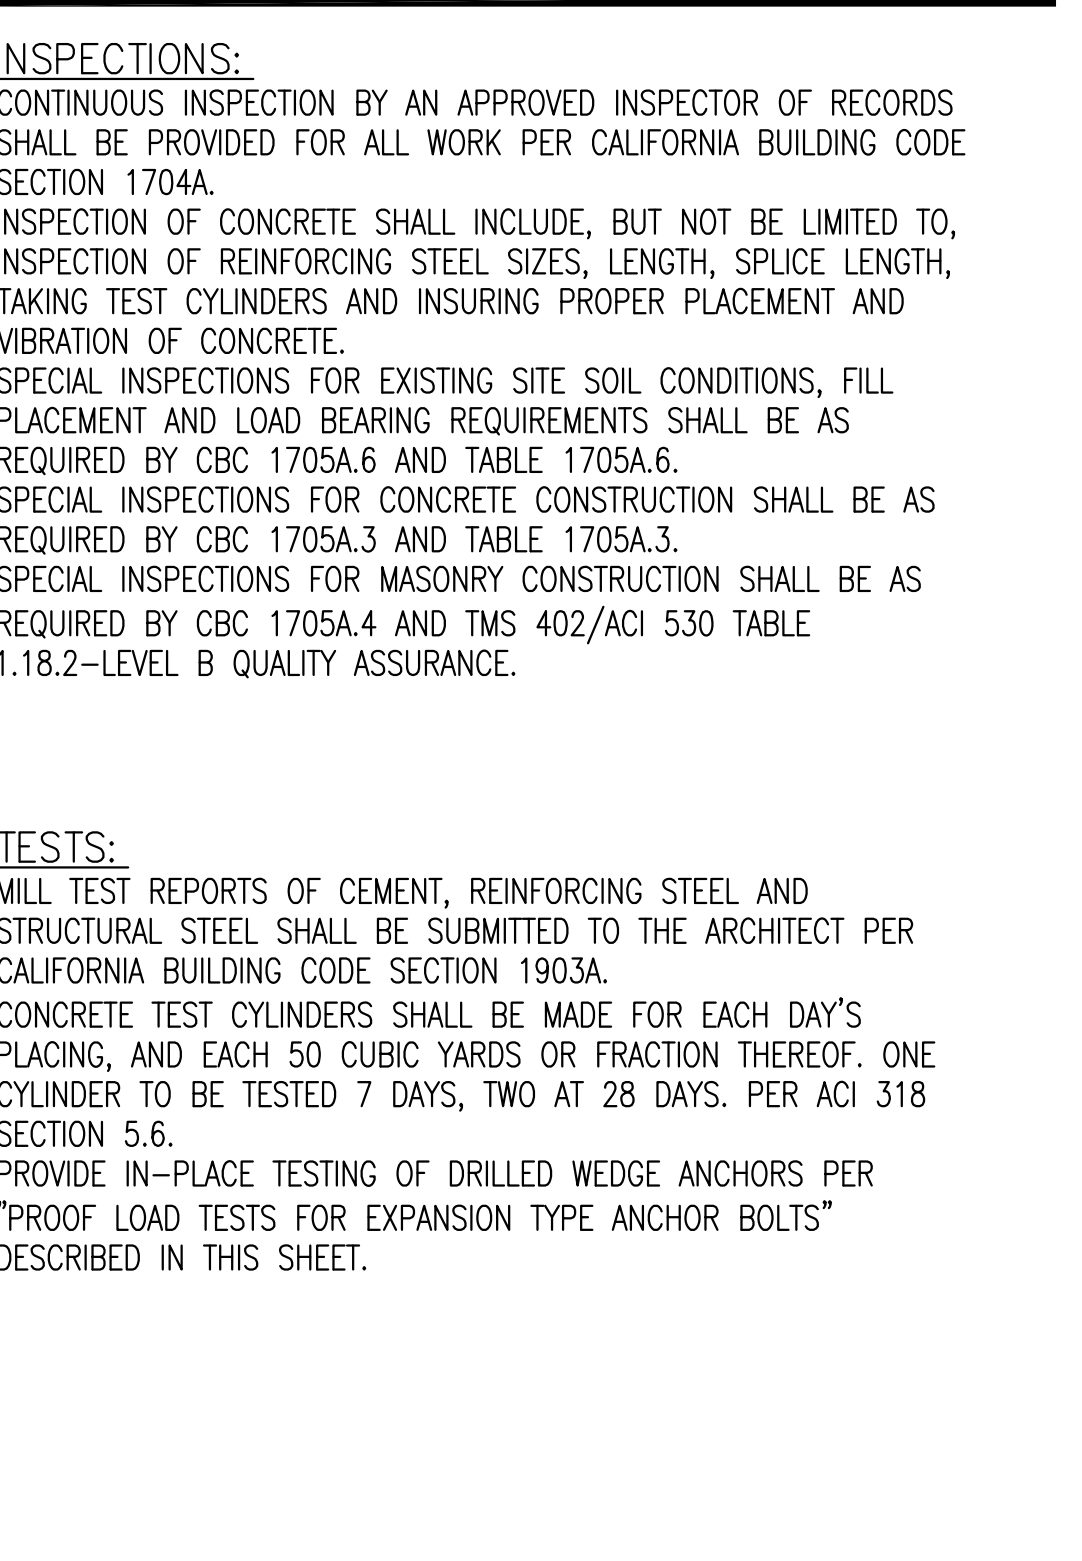 INSPECTIONS:
CONTINUOUS INSPECTION BY AN APPROVED INSPECTOR OF RECORDS
SHALL BE PROVIDED FOR ALL WORK PER CALIFORNIA BUILDING CODE
SECTION 1704A.
INSPECTION OF CONCRETE SHALL INCLUDE, BUT NOT BE LIMITED TO,
INSPECTION OF REINFORCING STEEL SIZES, LENGTH, SPLICE LENGTH,
TAKING TEST CYLINDERS AND INSURING PROPER PLACEMENT AND
VIBRATION OF CONCRETE.
SPECIAL INSPECTIONS FOR EXISTING SITE SOIL CONDITIONS, FILL
PLACEMENT AND LOAD BEARING REQUIREMENTS SHALL BE AS
REQUIRED BY CBC 1705A.6 AND TABLE 1705A.6.
SPECIAL INSPECTIONS FOR CONCRETE CONSTRUCTION SHALL BE AS
REQUIRED BY CBC 1705A.3 AND TABLE 1705A.3.
SPECIAL INSPECTIONS FOR MASONRY CONSTRUCTION SHALL BE AS
REQUIRED BY CBC 1705A.4 AND TMS 402/ACI 530 TABLE
1.18.2-LEVEL B QUALITY ASSURANCE.
TESTS:
MILL TEST REPORTS OF CEMENT, REINFORCING STEEL AND
STRUCTURAL STEEL SHALL BE SUBMITTED TO THE ARCHITECT PER
CALIFORNIA BUILDING CODE SECTION 1903A.
CONCRETE TEST CYLINDERS SHALL BE MADE FOR EACH DAY'S
PLACING, AND EACH 50 CUBIC YARDS OR FRACTION THEREOF. ONE
CYLINDER TO BE TESTED 7 DAYS, TWO AT 28 DAYS. PER ACI 318
SECTION 5.6.
PROVIDE IN-PLACE TESTING OF DRILLED WEDGE ANCHORS PER
"PROOF LOAD TESTS FOR EXPANSION TYPE ANCHOR BOLTS"
DESCRIBED IN THIS SHEET.